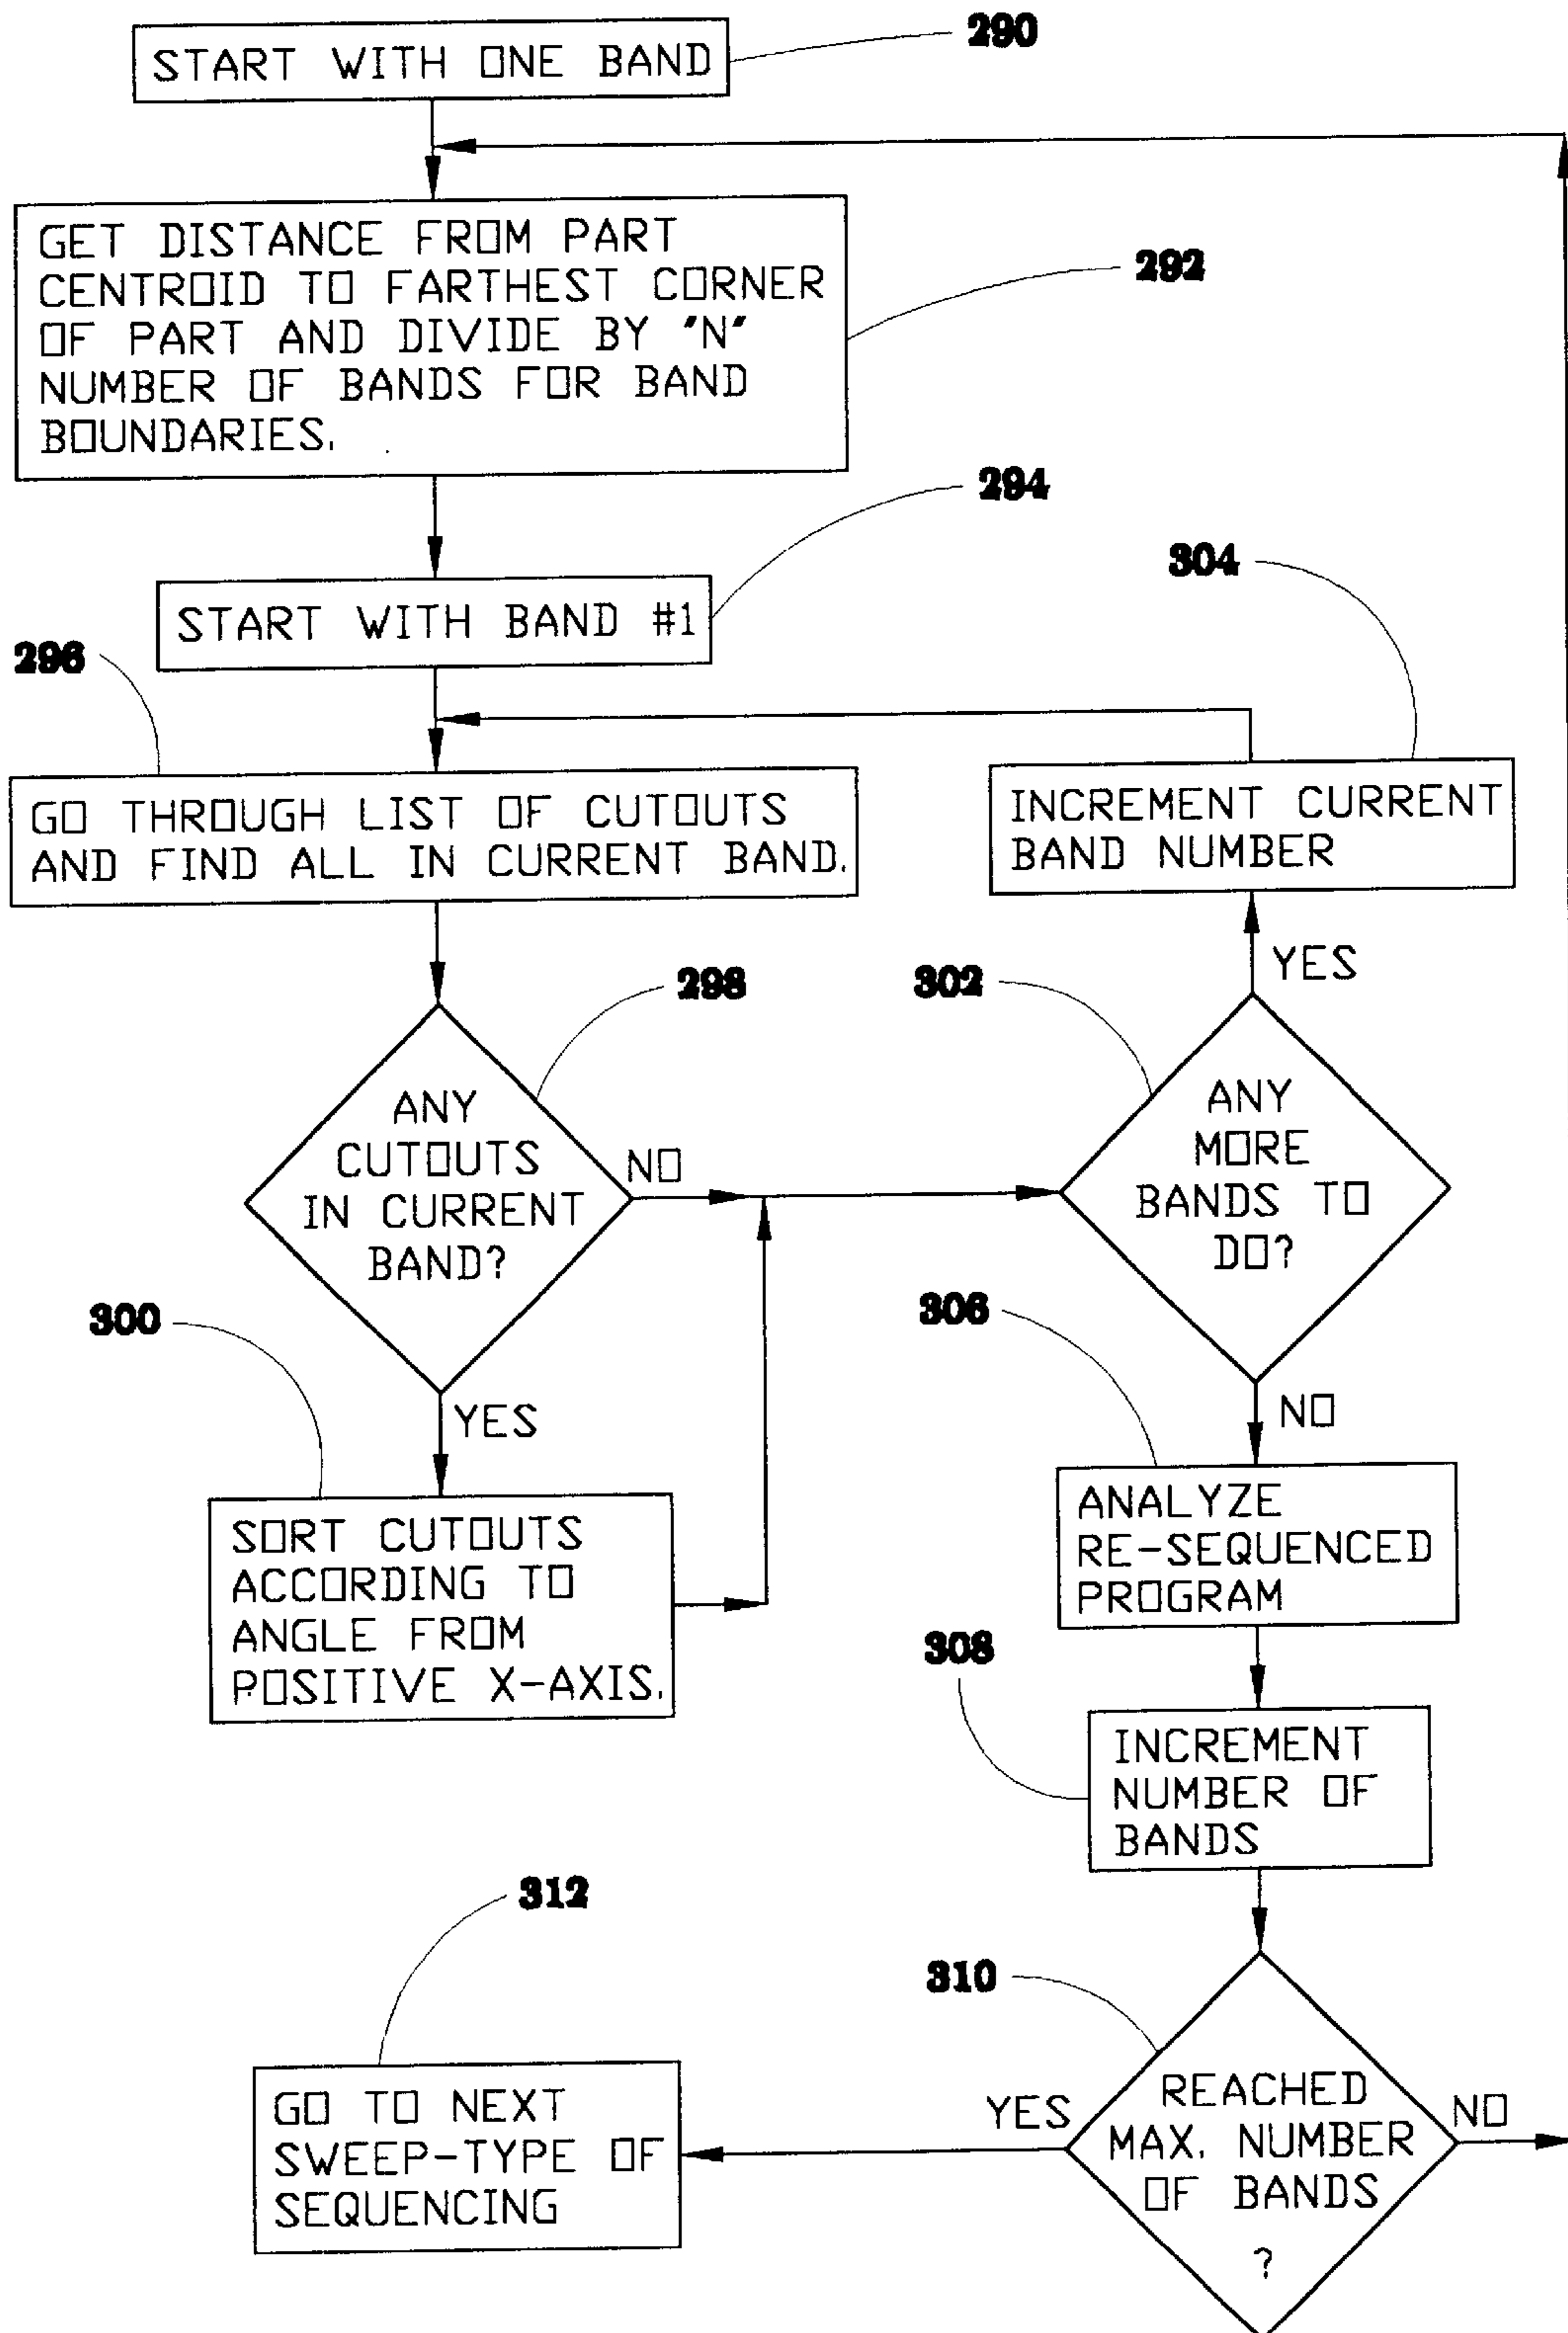 290
START WITH ONE BAND
GET DISTANCE FROM PART
CENTROID TO FARTHEST CORNER
OF PART AND DIVIDE BY "N"
NUMBER OF BANDS FOR BAND
BOUNDARIES.
292
294
START WITH BAND #1
296
304
GO THROUGH LIST OF CUTOUTS
AND FIND ALL IN CURRENT BAND.
INCREMENT CURRENT
BAND NUMBER
YES
298
302
ANY
CUTOUTS
IN CURRENT
BAND?
NO
ANY
MORE
BANDS TO
DO?
300
306
YES
NO
SORT CUTOUTS
ACCORDING TO
ANGLE FROM
POSITIVE X-AXIS.
ANALYZE
RE-SEQUENCED
PROGRAM
308
INCREMENT
NUMBER OF
BANDS
312
310
GO TO NEXT
SWEEP-TYPE OF
SEQUENCING
YES
REACHED
MAX. NUMBER
OF BANDS
?
NO